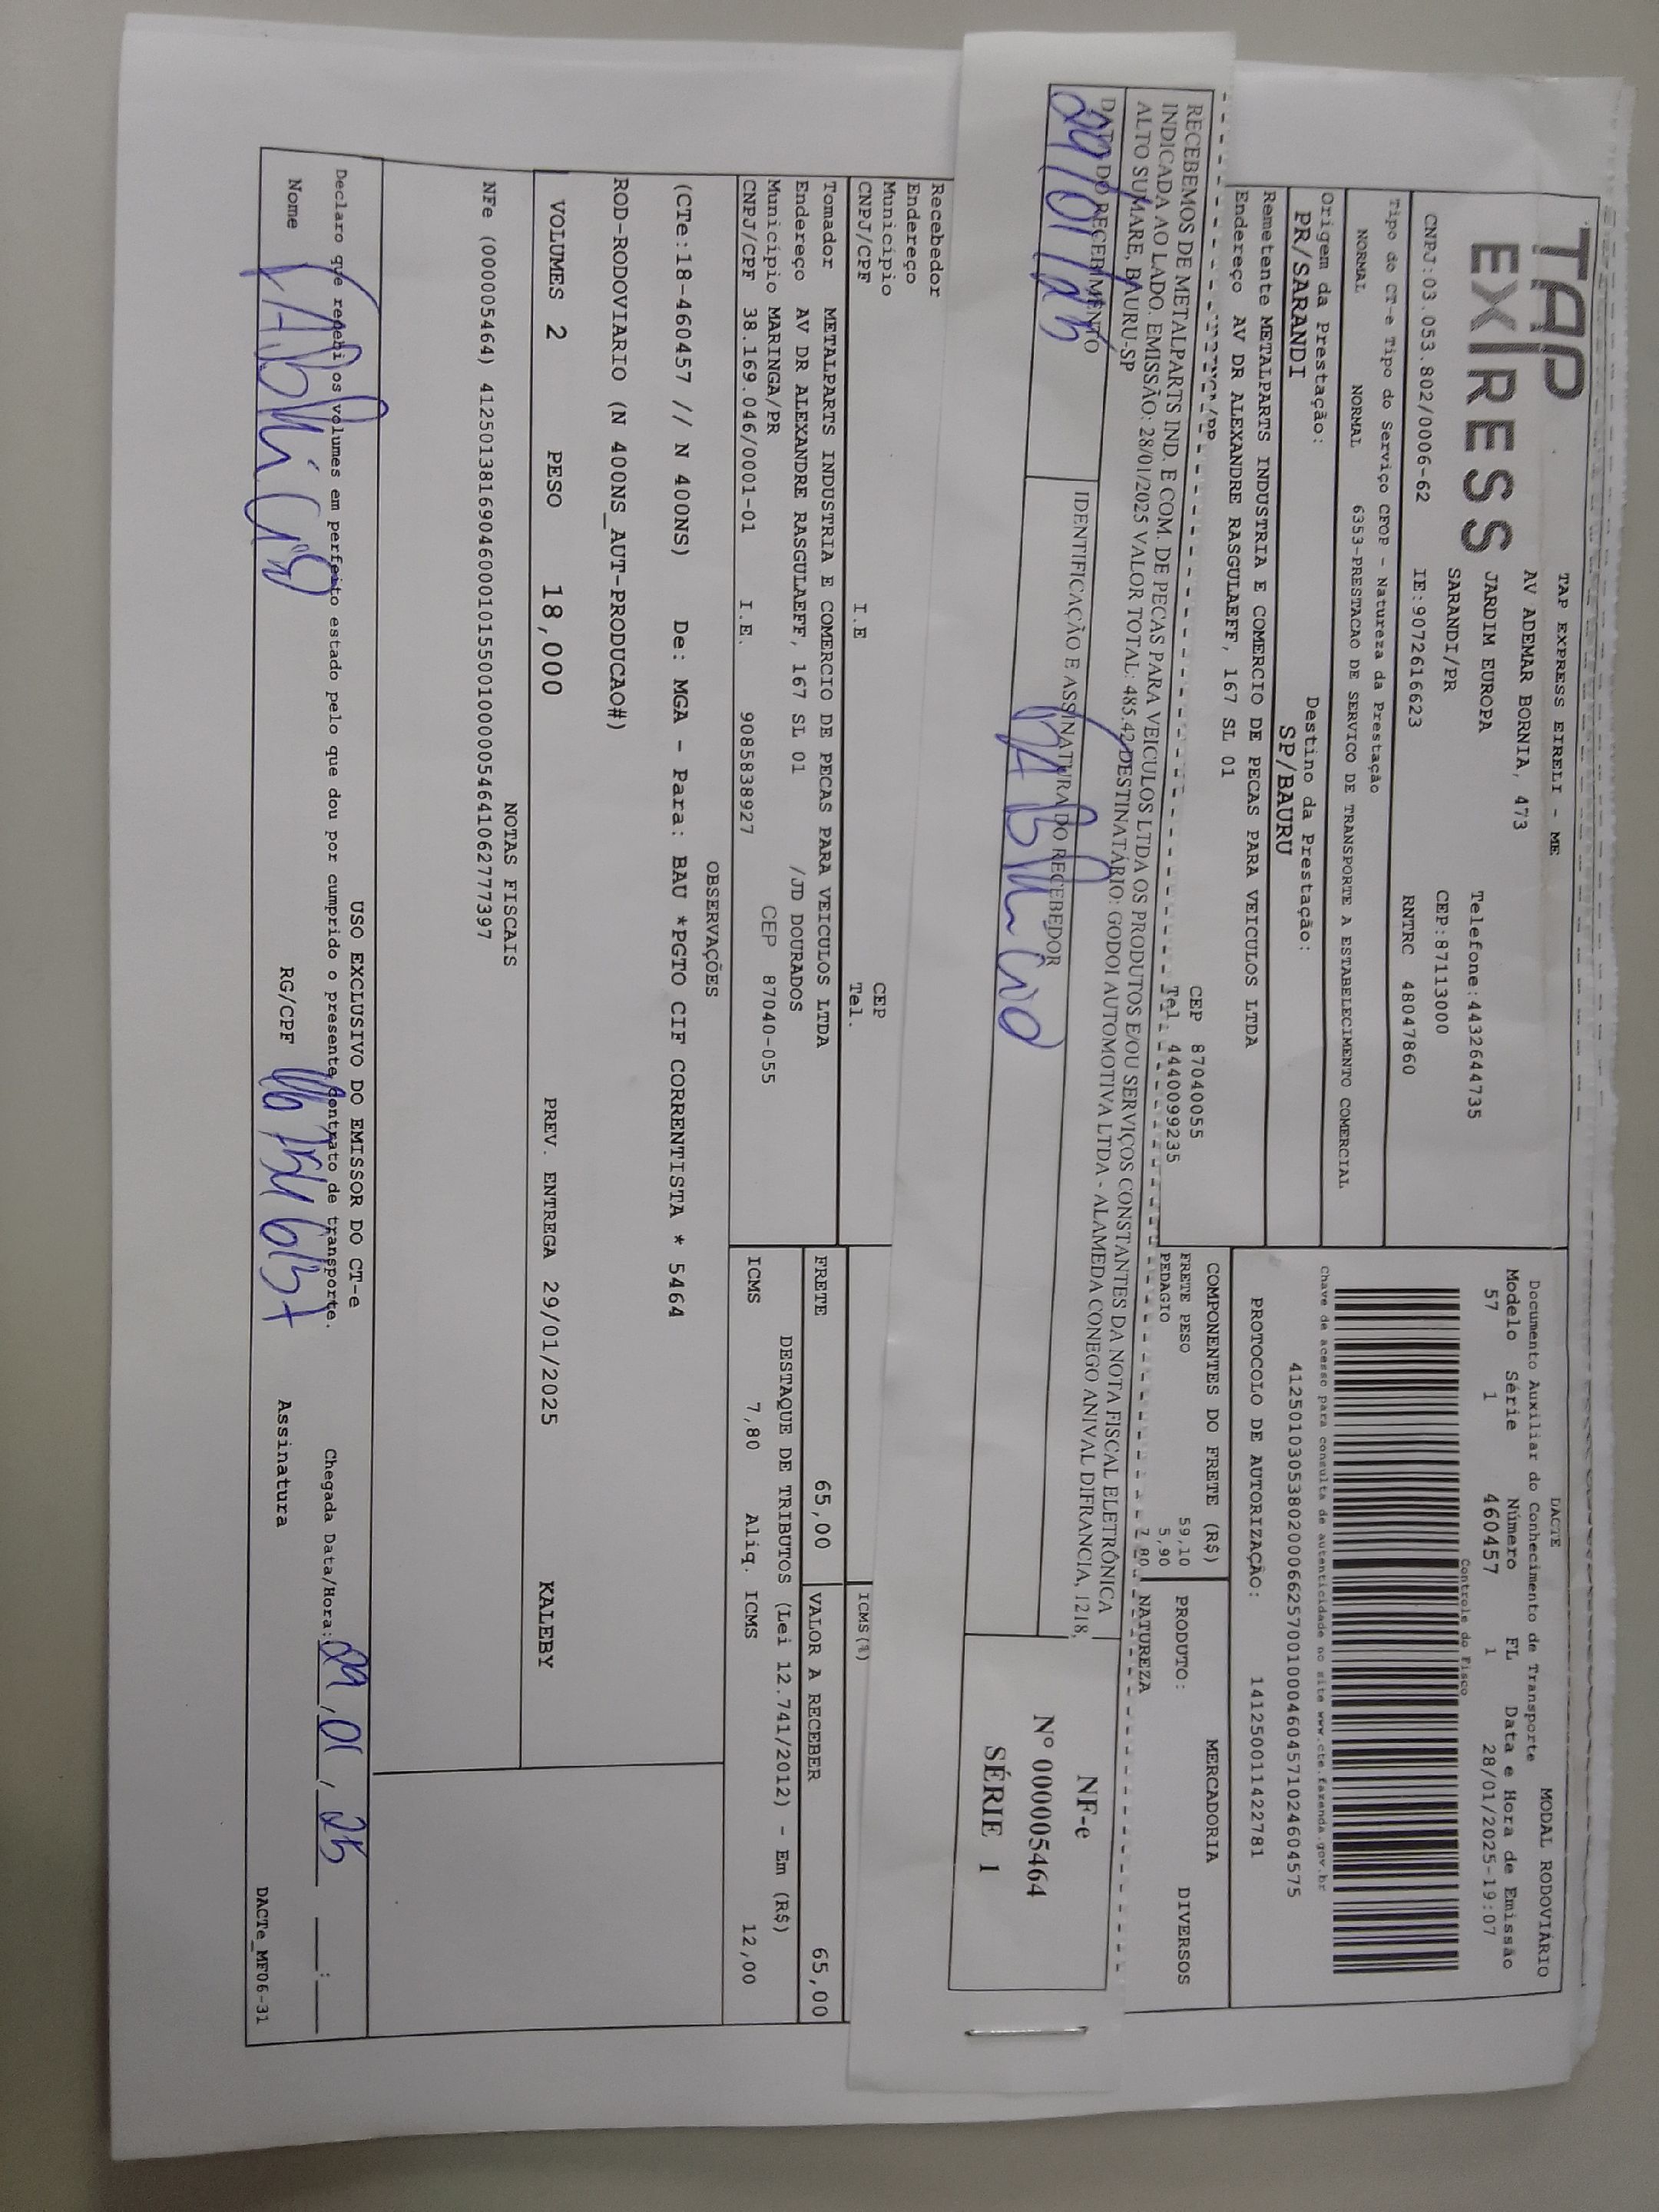 TAP EXPRESS
TAP EXPRESS EIRELI - ME
AV ADEMAR BORNIA, 473
JARDIM EUROPA
SARANDI/PR
Telefone:4432644735
CEP:87113000
CNPJ:03.053.802/0006-62 IE:9072616623 RNTRC 48047860
DACTE
Documento Auxiliar do Conhecimento de Transporte
MODAL RODOVIÁRIO
Modelo Série Número FL Data e Hora de Emissão
57 1 460457 1 28/01/2025-19:07
Controle do Fisco
Tipo do CT-e Tipo do Serviço CFOP - Natureza da Prestação
NORMAL NORMAL 6353-PRESTACAO DE SERVICO DE TRANSPORTE A ESTABELECIMENTO COMERCIAL
Chave de acesso para consulta de autenticidade no site www.cte.fazenda.gov.br
41250103053802000662570010004604571024604575
Origem da Prestação: Destino da Prestação:
PR/SARANDI SP/BAURU
PROTOCOLO DE AUTORIZAÇÃO: 141250011422781
Remetente METALPARTS INDUSTRIA E COMERCIO DE PECAS PARA VEICULOS LTDA
Endereço AV DR ALEXANDRE RASGULAEFF, 167 SL 01
CEP 87040055
Tel. 4440099235
COMPONENTES DO FRETE (R$)
FRETE PESO 59,10
PEDAGIO 5,90
7,80
MERCADORIA
PRODUTO: DIVERSOS
NATUREZA
RECEBEMOS DE METALPARTS IND. E COM. DE PECAS PARA VEICULOS LTDA OS PRODUTOS E/OU SERVIÇOS CONSTANTES DA NOTA FISCAL ELETRÔNICA
INDICADA AO LADO. EMISSÃO: 28/01/2025 VALOR TOTAL: 485.42 DESTINATÁRIO: GODOI AUTOMOTIVA LTDA - ALAMEDA CONEGO ANIVAL DIFRANCIA, 1218,
ALTO SUMARE, BAURU-SP
DATA DO RECEBIMENTO IDENTIFICAÇÃO E ASSINATURA DO RECEBEDOR
29/01/25
NF-e
Nº 000005464
SÉRIE 1
Recebedor
Endereço
Municipio CEP
CNPJ/CPF I.E Tel.
ICMS(%)
Tomador METALPARTS INDUSTRIA E COMERCIO DE PECAS PARA VEICULOS LTDA
Endereço AV DR ALEXANDRE RASGULAEFF, 167 SL 01 /JD DOURADOS
Municipio MARINGA/PR CEP 87040-055
CNPJ/CPF 38.169.046/0001-01 I.E. 9085838927
FRETE 65,00 VALOR A RECEBER 65,00
DESTAQUE DE TRIBUTOS (Lei 12.741/2012) - Em (R$)
ICMS 7,80 Aliq. ICMS 12,00
OBSERVAÇÕES
(CTe:18-460457 // N 400NS) De: MGA - Para: BAU *PGTO CIF CORRENTISTA * 5464
ROD-RODOVIARIO (N 400NS_AUT-PRODUCAO#)
VOLUMES 2 PESO 18,000 PREV. ENTREGA 29/01/2025 KALEBY
NOTAS FISCAIS
NFe (000005464) 41250138169046000101550010000054641062777397
USO EXCLUSIVO DO EMISSOR DO CT-e
Declaro que recebi os volumes em perfeito estado pelo que dou por cumprido o presente contrato de transporte.
Chegada Data/Hora: 29/01/25 __:__
Nome RG/CPF Assinatura
DACTe_MF06-31